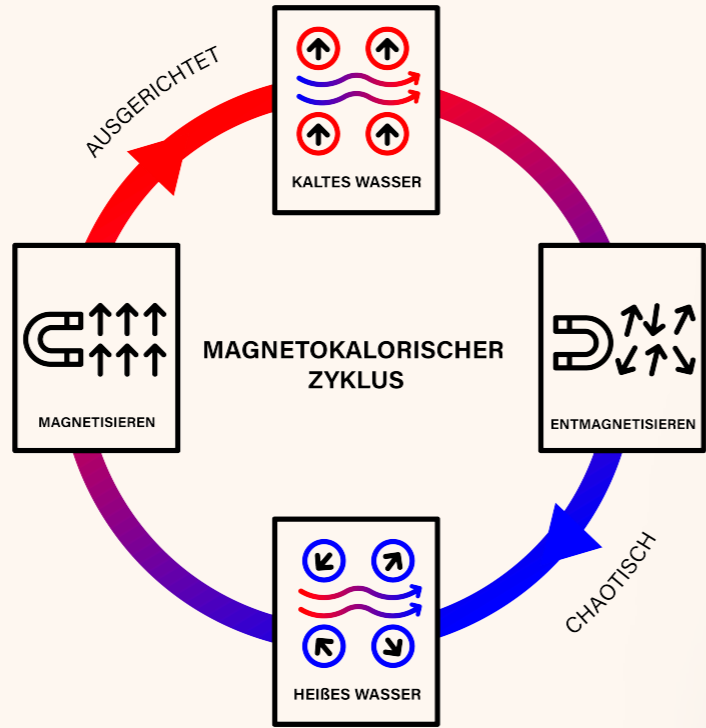 AUSGERICHTET
KALTES WASSER
MAGNETOKALORISCHER
ZYKLUS
MAGNETISIEREN
ENTMAGNETISIEREN
CHAOTISCH
HEIßES WASSER